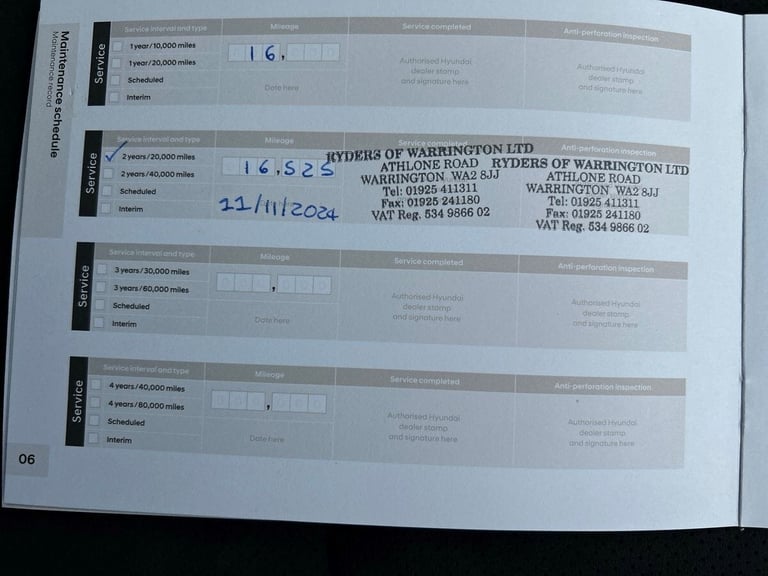 Maintenance schedule
Maintenance record
Service
Service interval and type
Mileage
Service completed
Anti-perforation inspection
1 year/10,000 miles
1 year/20,000 miles
Scheduled
Interim
16,
Date here
Authorised Hyundai
dealer stamp
and signature here
Authorised Hyundai
dealer stamp
and signature here
Service
Service interval and type
Mileage
Service completed
Anti-perforation inspection
2 years/20,000 miles
2 years/40,000 miles
Scheduled
Interim
16,525
11/11/2024
RYDERS OF WARRINGTON LTD
ATHLONE ROAD
WARRINGTON WA2 8JJ
Tel: 01925 411311
Fax: 01925 241180
VAT Reg. 534 9866 02
RYDERS OF WARRINGTON LTD
ATHLONE ROAD
WARRINGTON WA2 8JJ
Tel: 01925 411311
Fax: 01925 241180
VAT Reg. 534 9866 02
Service
Service interval and type
Mileage
Service completed
Anti-perforation inspection
3 years/30,000 miles
3 years/60,000 miles
Scheduled
Interim
,
Date here
Authorised Hyundai
dealer stamp
and signature here
Authorised Hyundai
dealer stamp
and signature here
Service
Service interval and type
Mileage
Service completed
Anti-perforation inspection
4 years/40,000 miles
4 years/80,000 miles
Scheduled
Interim
,
Date here
Authorised Hyundai
dealer stamp
and signature here
Authorised Hyundai
dealer stamp
and signature here
06